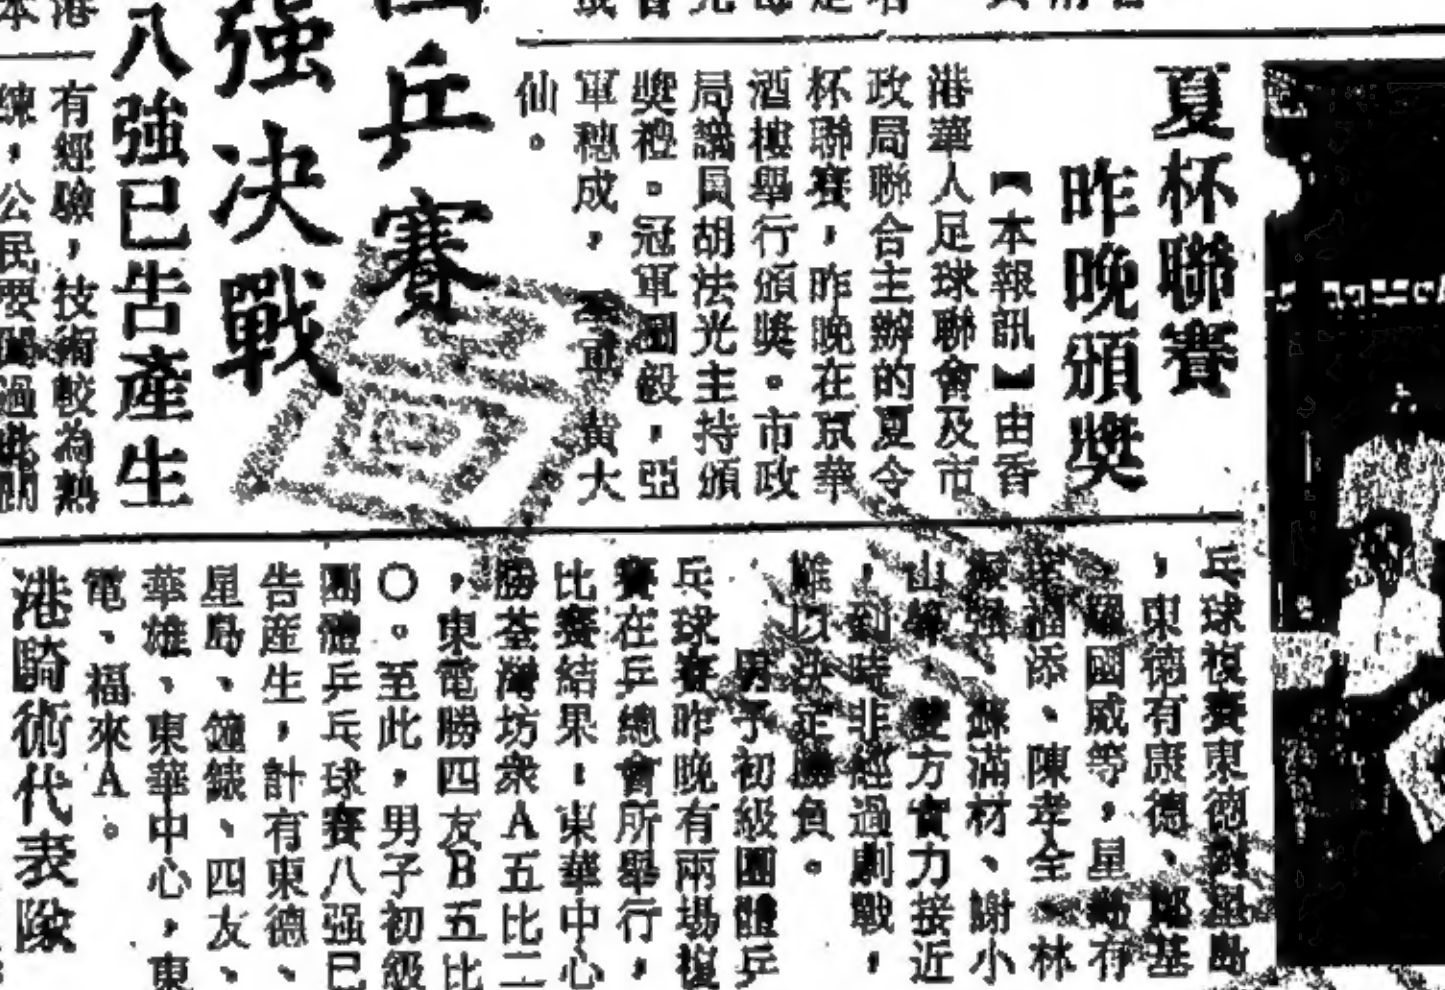 夏杯聯賽
昨晚頒獎
【本報訊】由香
港華人足球聯會及市
政局聯合主辦的夏令
杯聯賽，昨晚在京華
酒樓舉行頒獎。市政
局議員胡法光主持頒
獎禮。冠軍圖毅，亞
軍穗成，軍黃大
仙。
乒賽
强决戰
八強已告產生
有經驗，技術較為熟
練，公民要闖過此關
乒球複賽東德對星島
，東德有康德、鄭基
國威等，星島有
添、陳孝全、林
蘇滿材、謝小
山，雙方實力接近
，到時非經過劇戰，
難以決定勝負。
男子初級團體乒
乓球賽昨晚有兩場複
賽在乒總會所舉行，
比賽結果：東華中心
勝荃灣坊衆A五比二
，東電勝四友B五比
〇。至此，男子初級
團體乒乓球賽八强已
告產生，計有東德、
星島、鐘錶、四友、
華雄、東華中心，東
電、福來A。
港騎術代表隊